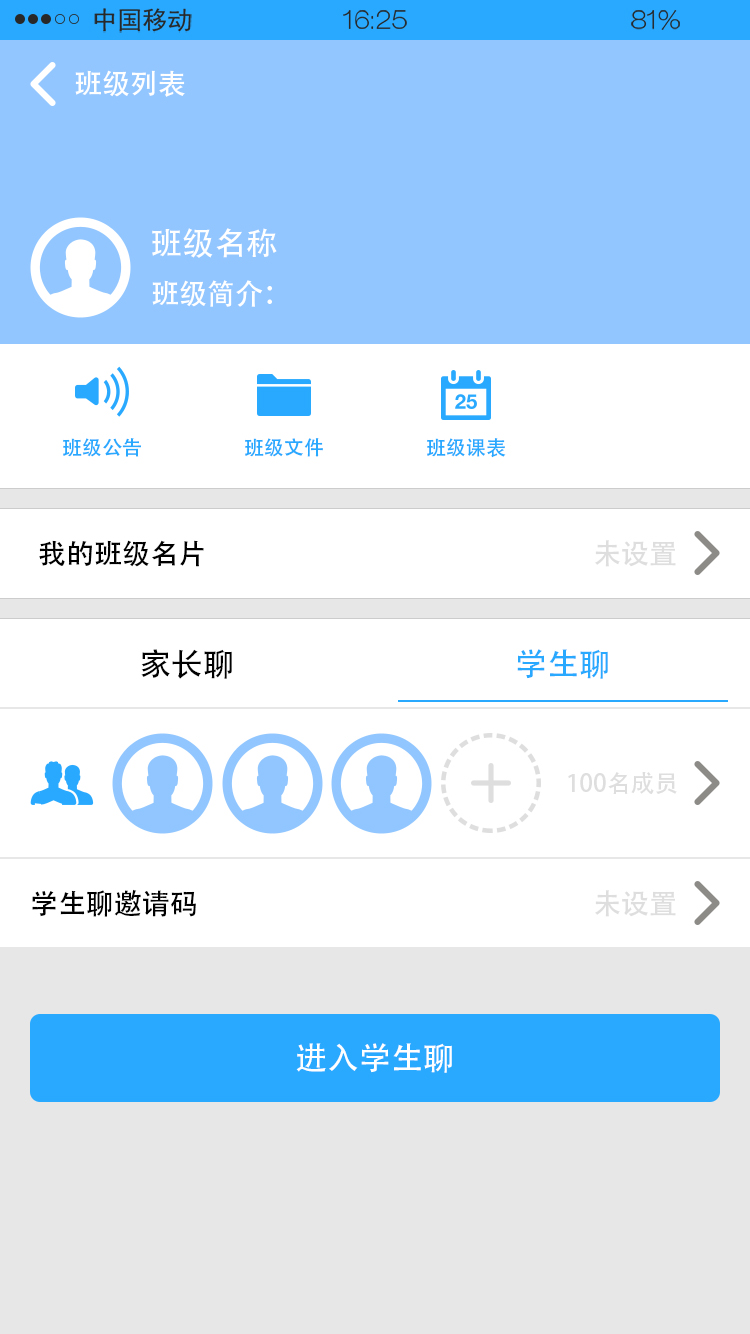 中国移动 16:25 81%
班级列表
班级名称
班级简介：
班级公告 班级文件 25 班级课表
我的班级名片 未设置
家长聊 学生聊
100名成员
学生聊邀请码 未设置
进入学生聊